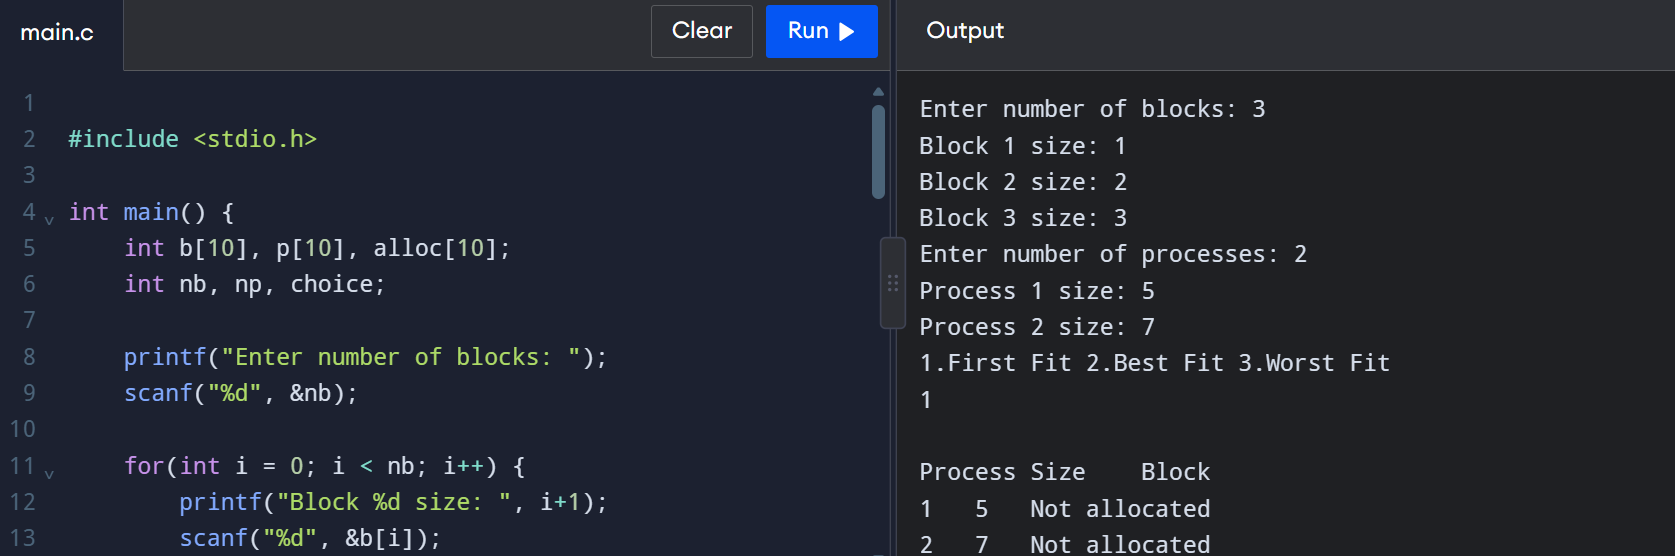 main.c
Clear
Run
1
2 #include <stdio.h>
3
4 int main() {
5     int b[10], p[10], alloc[10];
6     int nb, np, choice;
7
8     printf("Enter number of blocks: ");
9     scanf("%d", &nb);
10
11     for(int i = 0; i < nb; i++) {
12         printf("Block %d size: ", i+1);
13         scanf("%d", &b[i]);
Output
Enter number of blocks: 3
Block 1 size: 1
Block 2 size: 2
Block 3 size: 3
Enter number of processes: 2
Process 1 size: 5
Process 2 size: 7
1.First Fit 2.Best Fit 3.Worst Fit
1
Process Size    Block
1   5   Not allocated
2   7   Not allocated